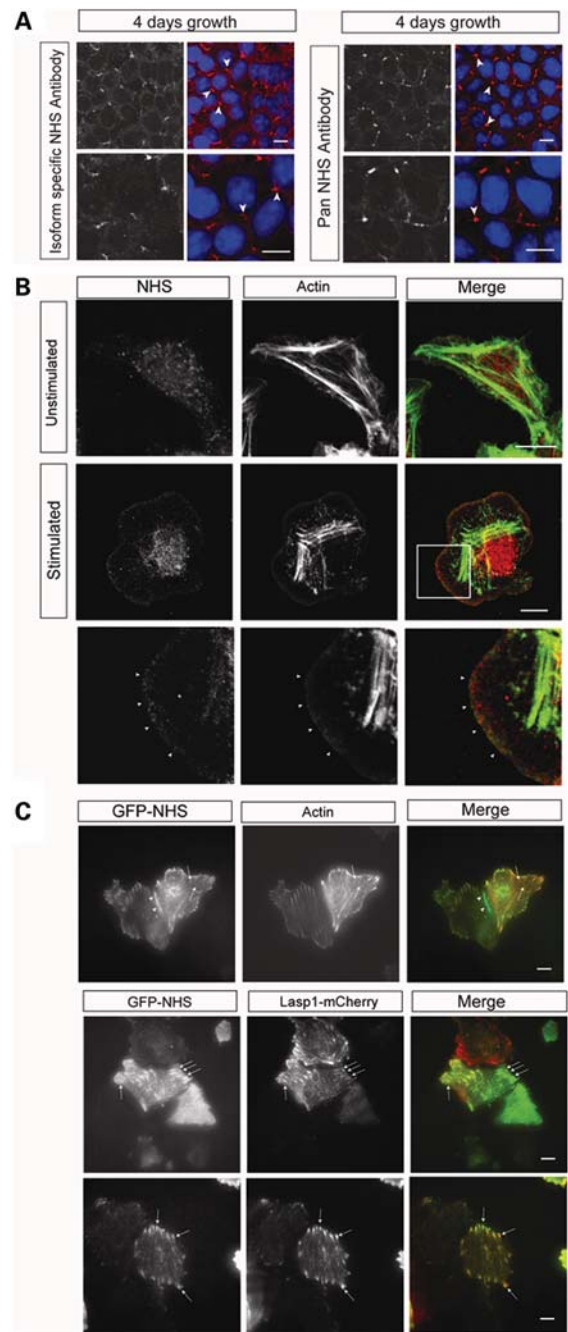 A
4 days growth
4 days growth
Isoform specific NHS Antibody
Pan NHS Antibody
B
NHS
Actin
Merge
Unstimulated
Stimulated
C
GFP-NHS
Actin
Merge
GFP-NHS
Lasp1-mCherry
Merge